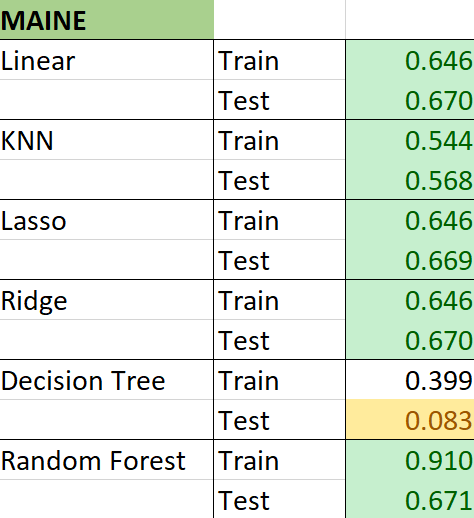 MAINE
Linear Train 0.646
Test 0.670
KNN Train 0.544
Test 0.568
Lasso Train 0.646
Test 0.669
Ridge Train 0.646
Test 0.670
Decision Tree Train 0.399
Test 0.083
Random Forest Train 0.910
Test 0.671